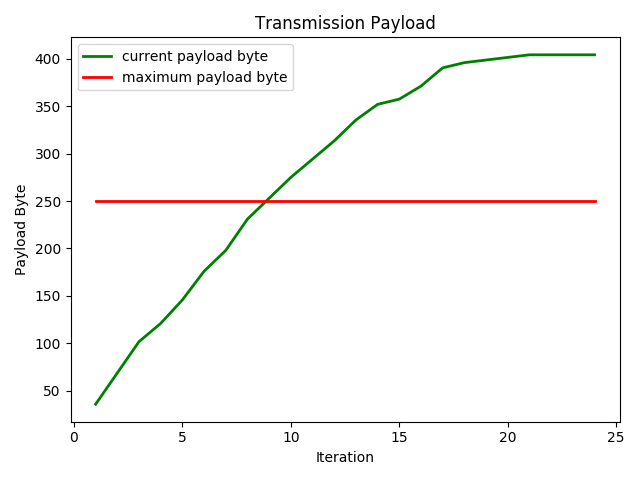 Transmission Payload
current payload byte
maximum payload byte
400
350
300
250
200
150
100
50
Payload Byte
0 5 10 15 20 25
Iteration